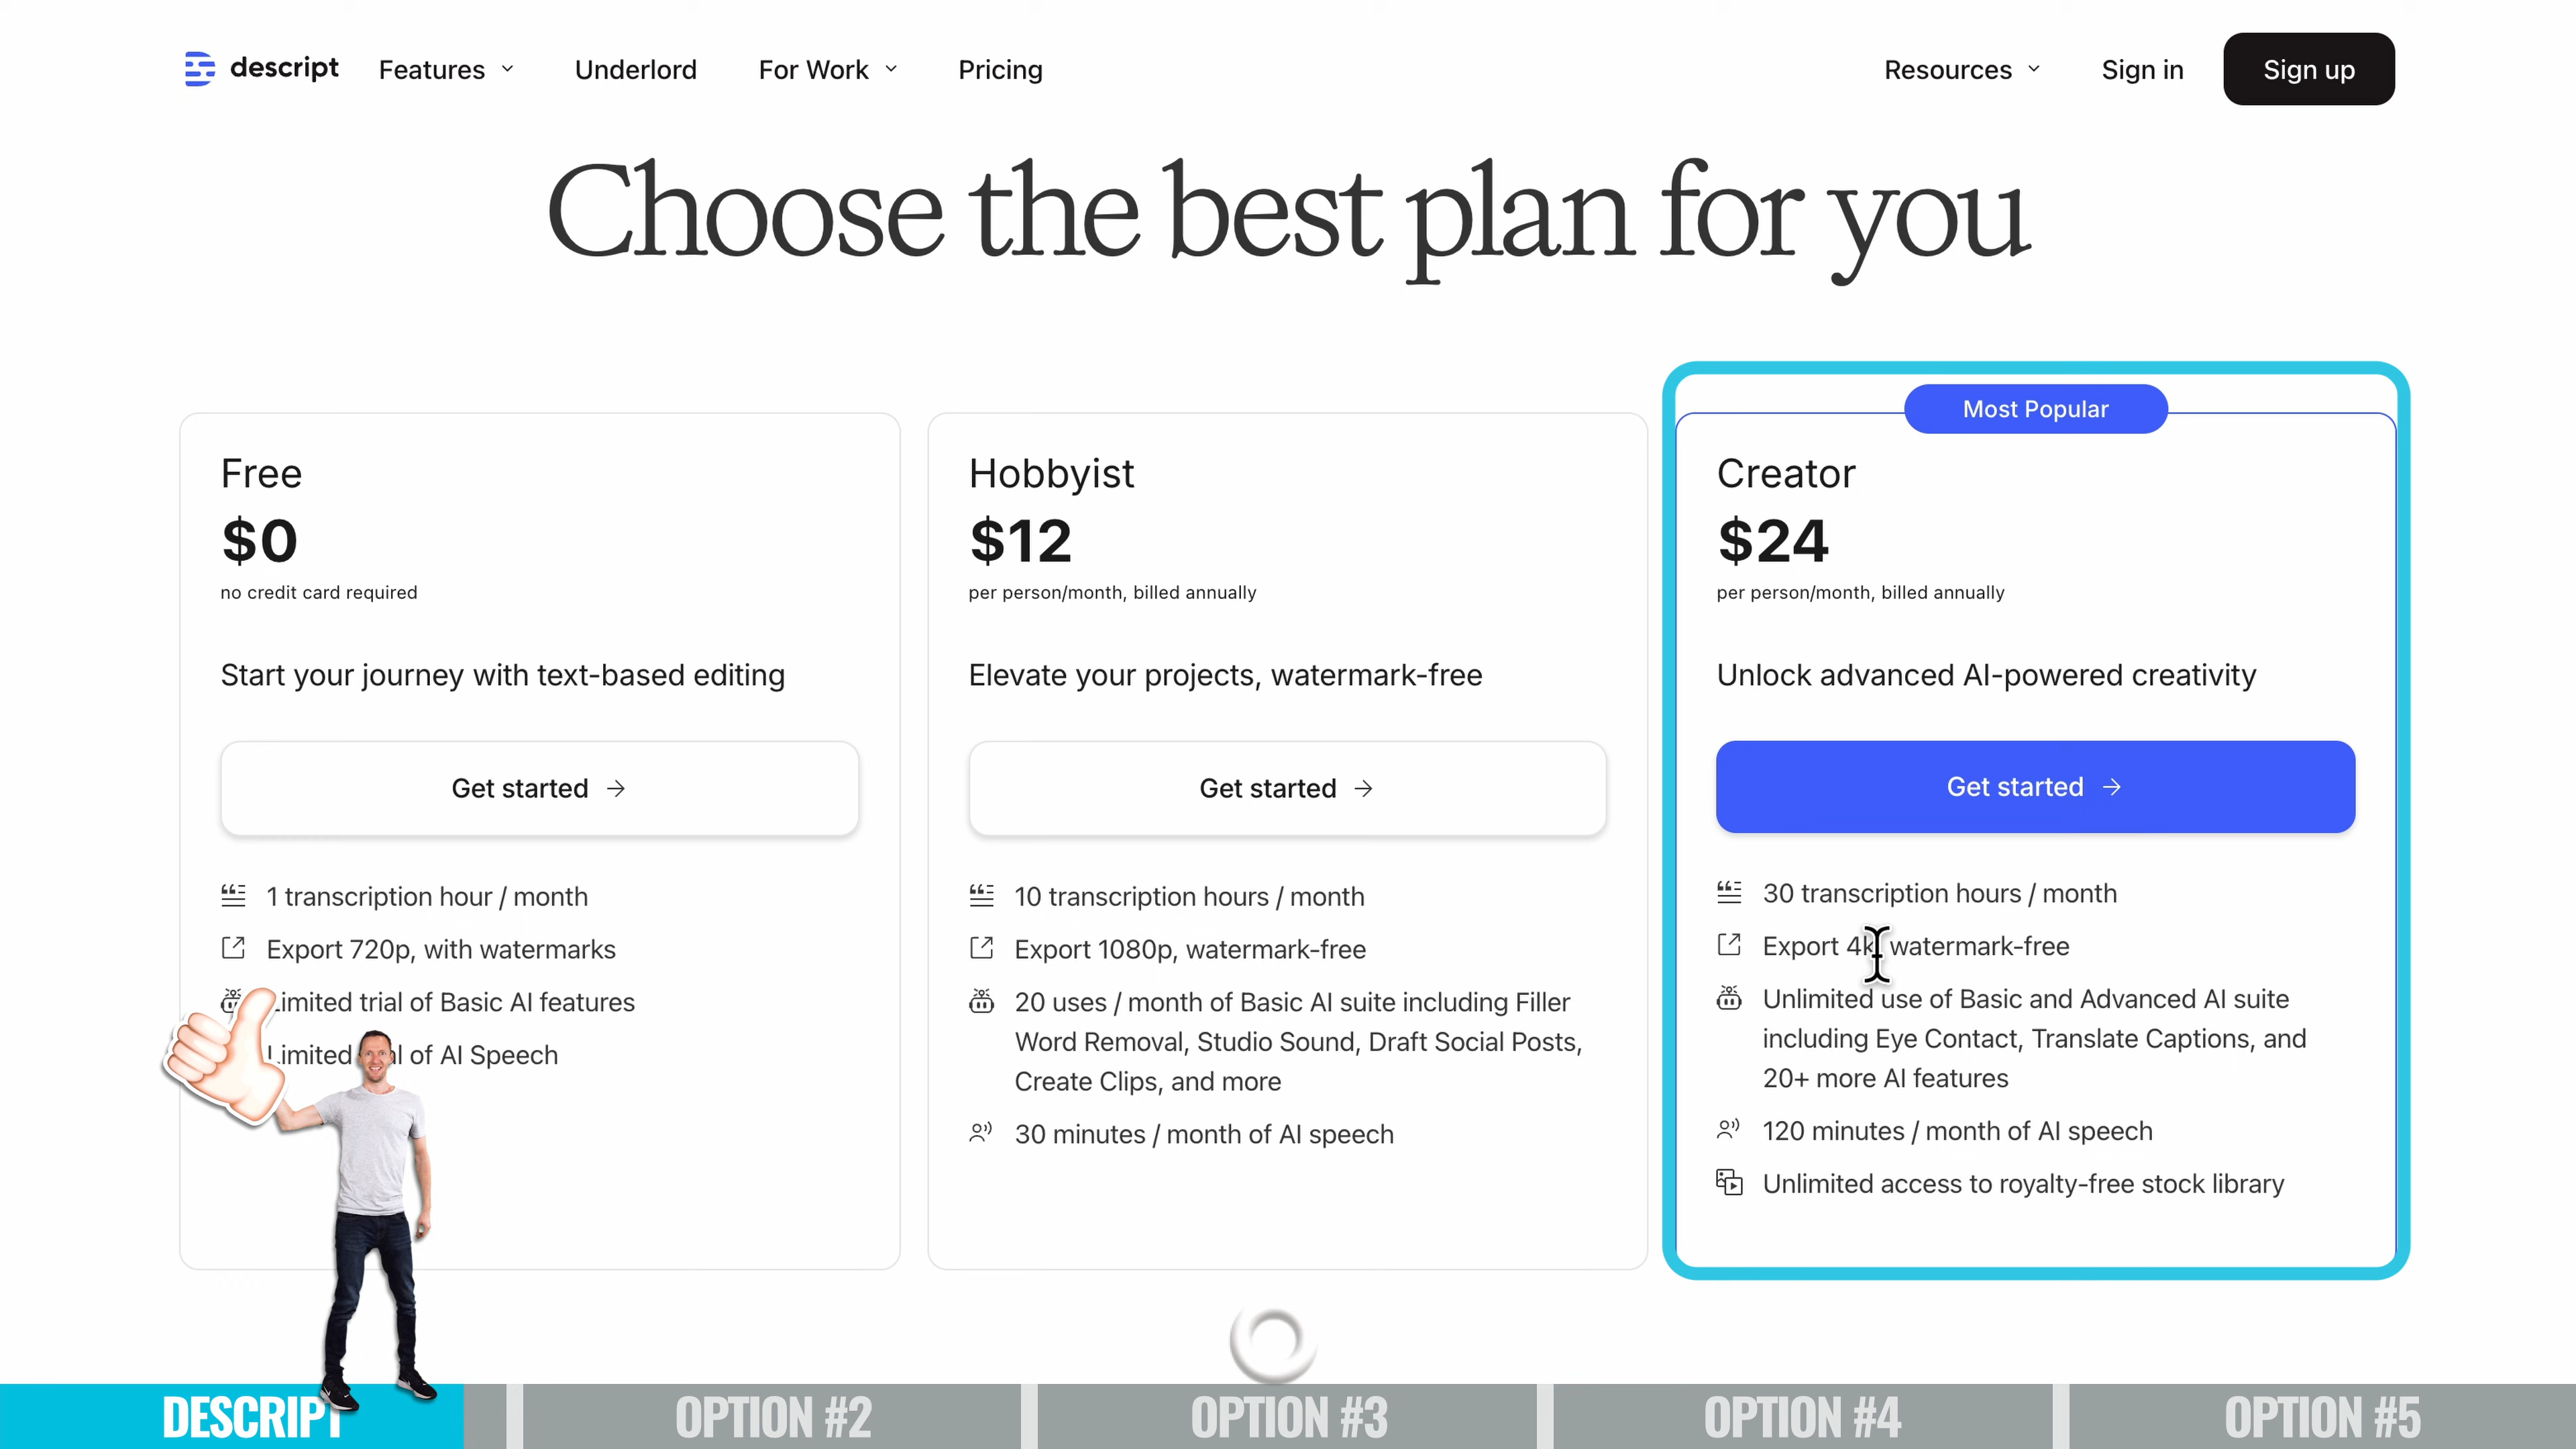 descript
Features
Underlord
For Work
Pricing
Resources
Sign in
Sign up
Choose the best plan for you
Free
$0
no credit card required
Start your journey with text-based editing
Get started
1 transcription hour / month
Export 720p, with watermarks
Limited trial of Basic AI features
Limited of AI Speech
Hobbyist
$12
per person/month, billed annually
Elevate your projects, watermark-free
Get started
10 transcription hours / month
Export 1080p, watermark-free
20 uses / month of Basic AI suite including Filler
Word Removal, Studio Sound, Draft Social Posts,
Create Clips, and more
30 minutes / month of AI speech
Most Popular
Creator
$24
per person/month, billed annually
Unlock advanced AI-powered creativity
Get started
30 transcription hours / month
Export 4k, watermark-free
Unlimited use of Basic and Advanced AI suite
including Eye Contact, Translate Captions, and
20+ more AI features
120 minutes / month of AI speech
Unlimited access to royalty-free stock library
DESCRIPT
OPTION #2
OPTION #3
OPTION #4
OPTION #5